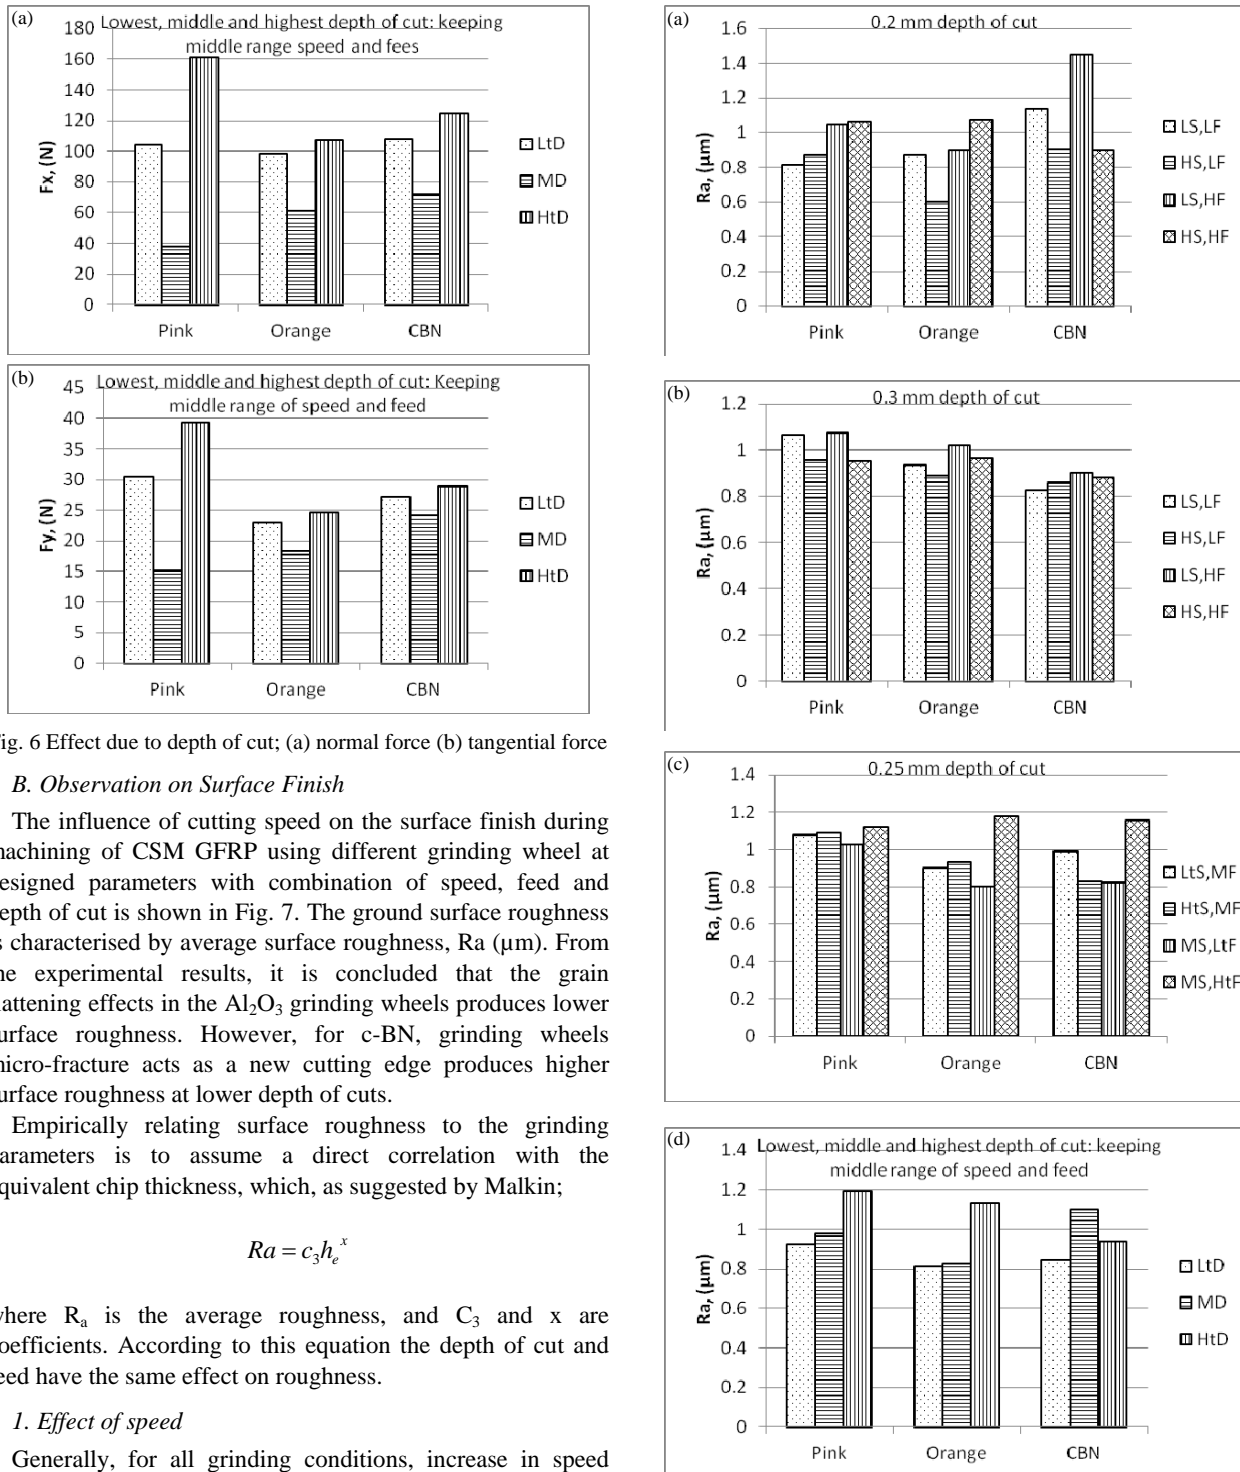 (a)
Lowest, middle and highest depth of cut: keeping
middle range speed and fees
180
160
140
120
100
80
60
40
20
0
Fx, (N)
Pink
Orange
CBN
LtD
MD
HtD
(b)
Lowest, middle and highest depth of cut: Keeping
middle range of speed and feed
45
40
35
30
25
20
15
10
5
0
Fy, (N)
Pink
Orange
CBN
LtD
MD
HtD
ig. 6 Effect due to depth of cut; (a) normal force (b) tangential force
B. Observation on Surface Finish
The influence of cutting speed on the surface finish during
nachining of CSM GFRP using different grinding wheel at
esigned parameters with combination of speed, feed and
epth of cut is shown in Fig. 7. The ground surface roughness
s characterised by average surface roughness, Ra (µm). From
he experimental results, it is concluded that the grain
lattening effects in the Al₂O₃ grinding wheels produces lower
urface roughness. However, for c-BN, grinding wheels
nicro-fracture acts as a new cutting edge produces higher
urface roughness at lower depth of cuts.
Empirically relating surface roughness to the grinding
arameters is to assume a direct correlation with the
quivalent chip thickness, which, as suggested by Malkin;
Ra = c₃hₑˣ
where Rₐ is the average roughness, and C₃ and x are
oefficients. According to this equation the depth of cut and
eed have the same effect on roughness.
1. Effect of speed
Generally, for all grinding conditions, increase in speed
(a)
0.2 mm depth of cut
1.6
1.4
1.2
1
0.8
0.6
0.4
0.2
0
Ra, (µm)
Pink
Orange
CBN
LS,LF
HS,LF
LS,HF
HS,HF
(b)
0.3 mm depth of cut
1.2
1
0.8
0.6
0.4
0.2
0
Ra, (µm)
Pink
Orange
CBN
LS,LF
HS,LF
LS,HF
HS,HF
(c)
0.25 mm depth of cut
1.4
1.2
1
0.8
0.6
0.4
0.2
0
Ra, (µm)
Pink
Orange
CBN
LtS,MF
HtS,MF
MS,LtF
MS,HtF
(d)
Lowest, middle and highest depth of cut: keeping
middle range of speed and feed
1.4
1.2
1
0.8
0.6
0.4
0.2
0
Ra, (µm)
Pink
Orange
CBN
LtD
MD
HtD